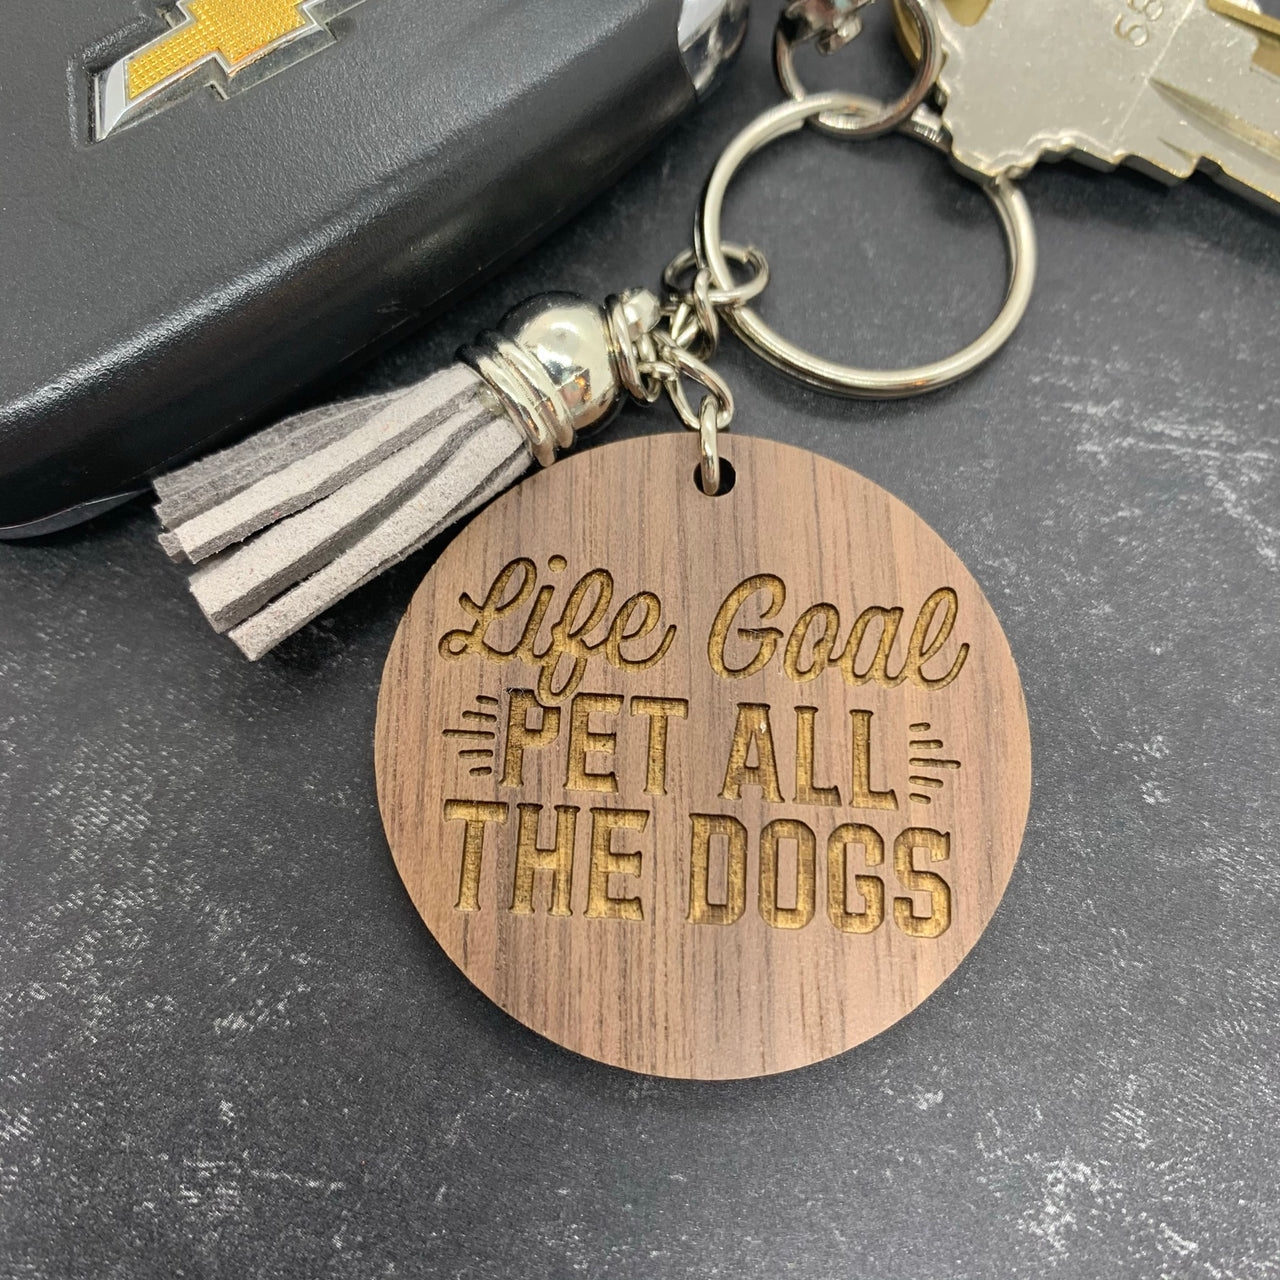 Life Goal
PET ALL
THE DOGS